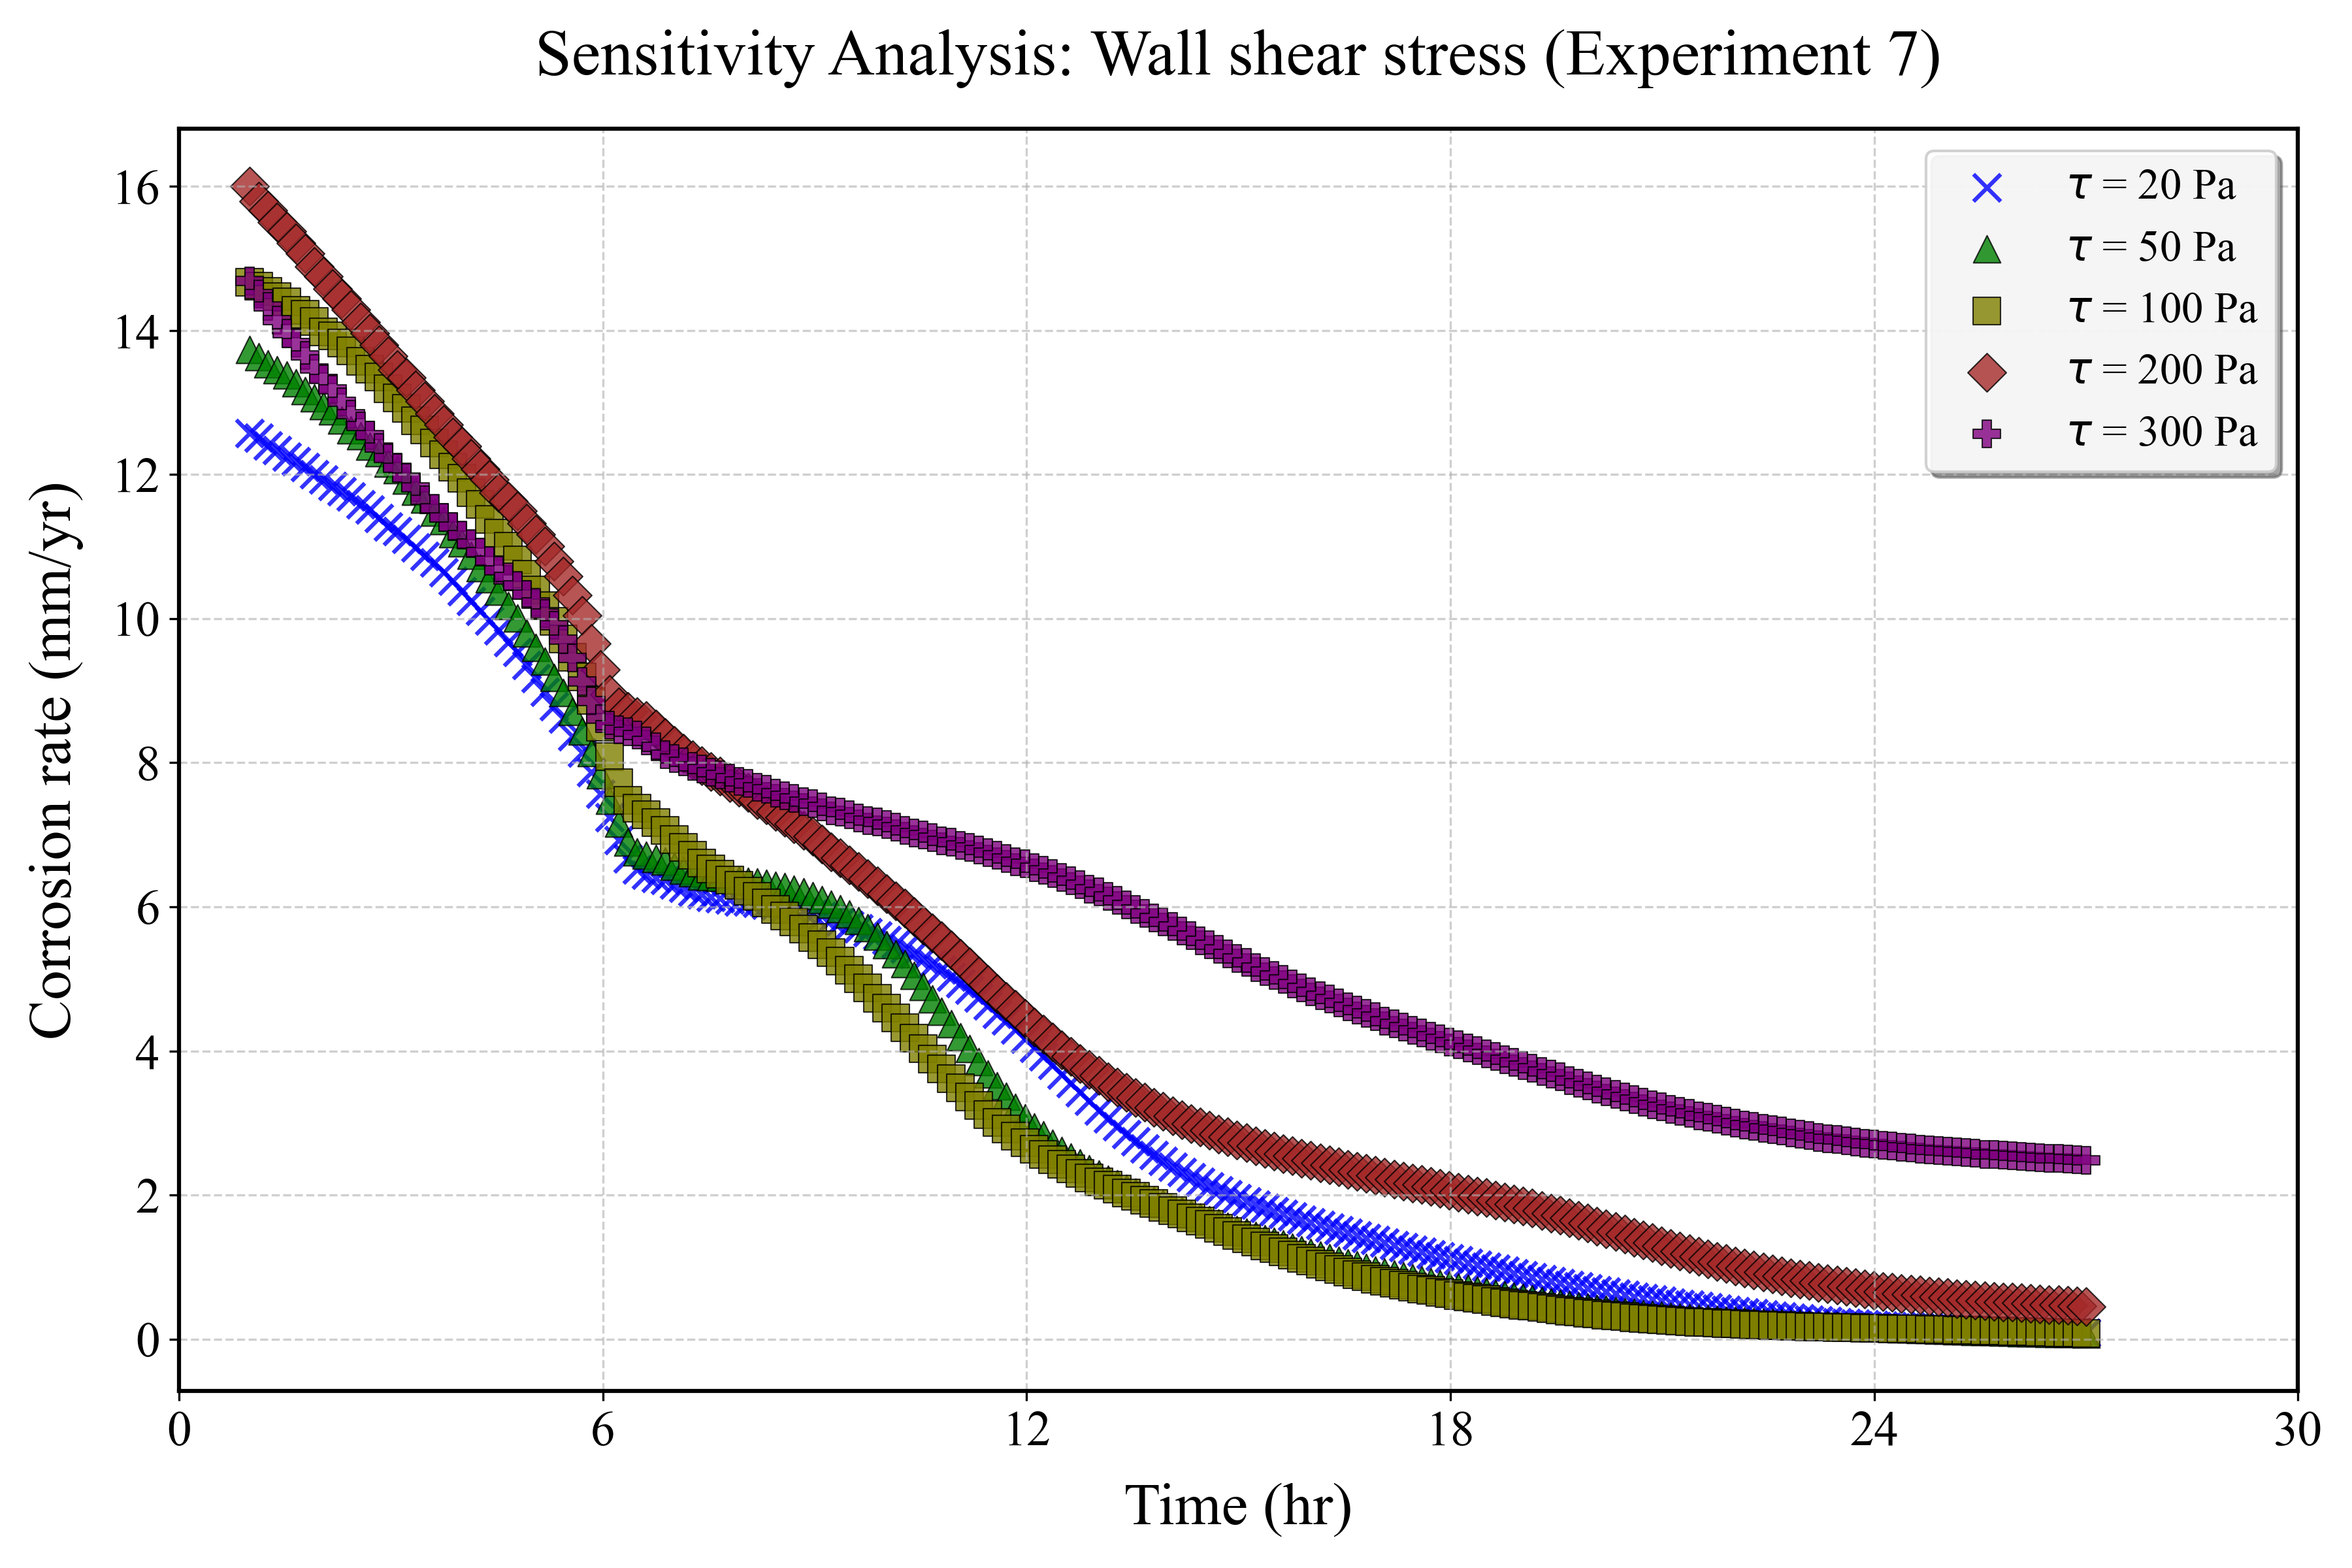 Sensitivity Analysis: Wall shear stress (Experiment 7)
τ = 20 Pa
τ = 50 Pa
τ = 100 Pa
τ = 200 Pa
τ = 300 Pa
Corrosion rate (mm/yr)
16
14
12
10
8
6
4
2
0
0 6 12 18 24 30
Time (hr)